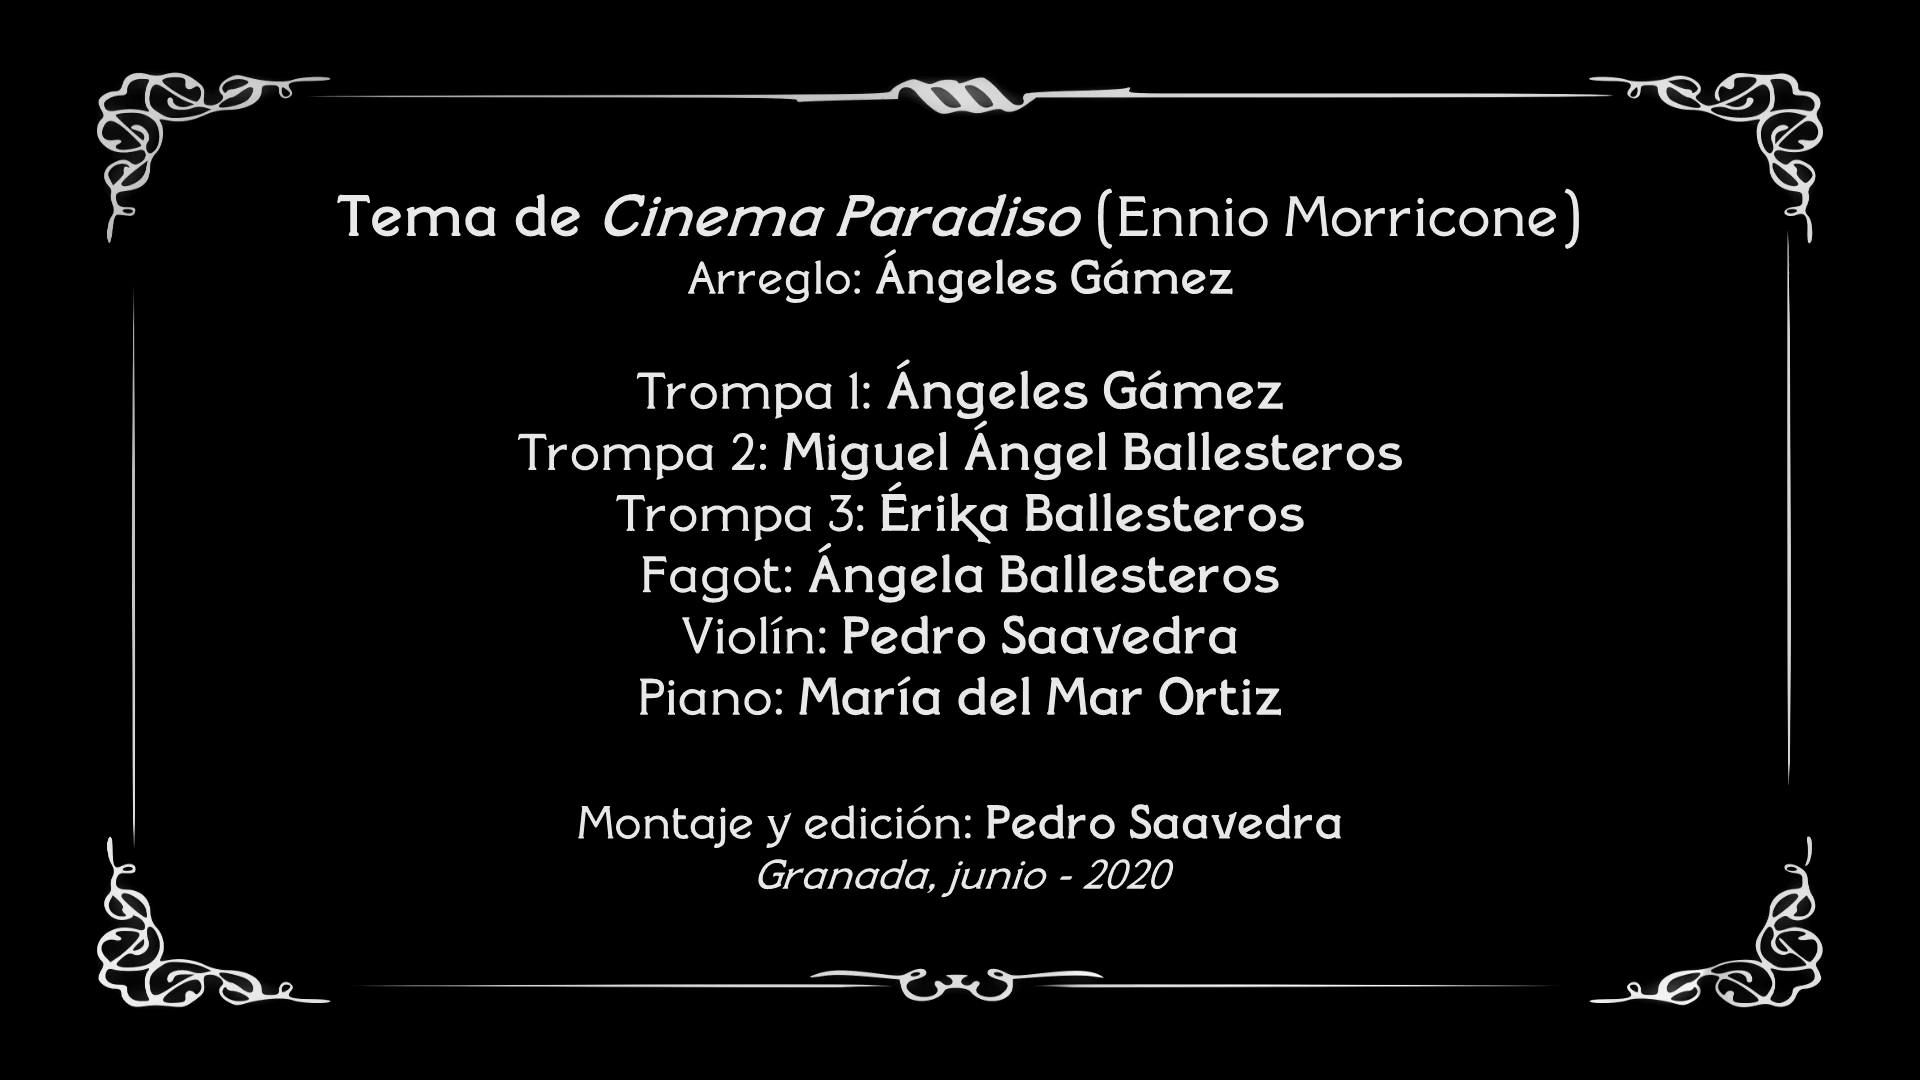 Tema de Cinema Paradiso (Ennio Morricone)
Arreglo: Ángeles Gámez
Trompa 1: Ángeles Gámez
Trompa 2: Miguel Ángel Ballesteros
Trompa 3: Érika Ballesteros
Fagot: Ángela Ballesteros
Violín: Pedro Saavedra
Piano: María del Mar Ortiz
Montaje y edición: Pedro Saavedra
Granada, junio - 2020